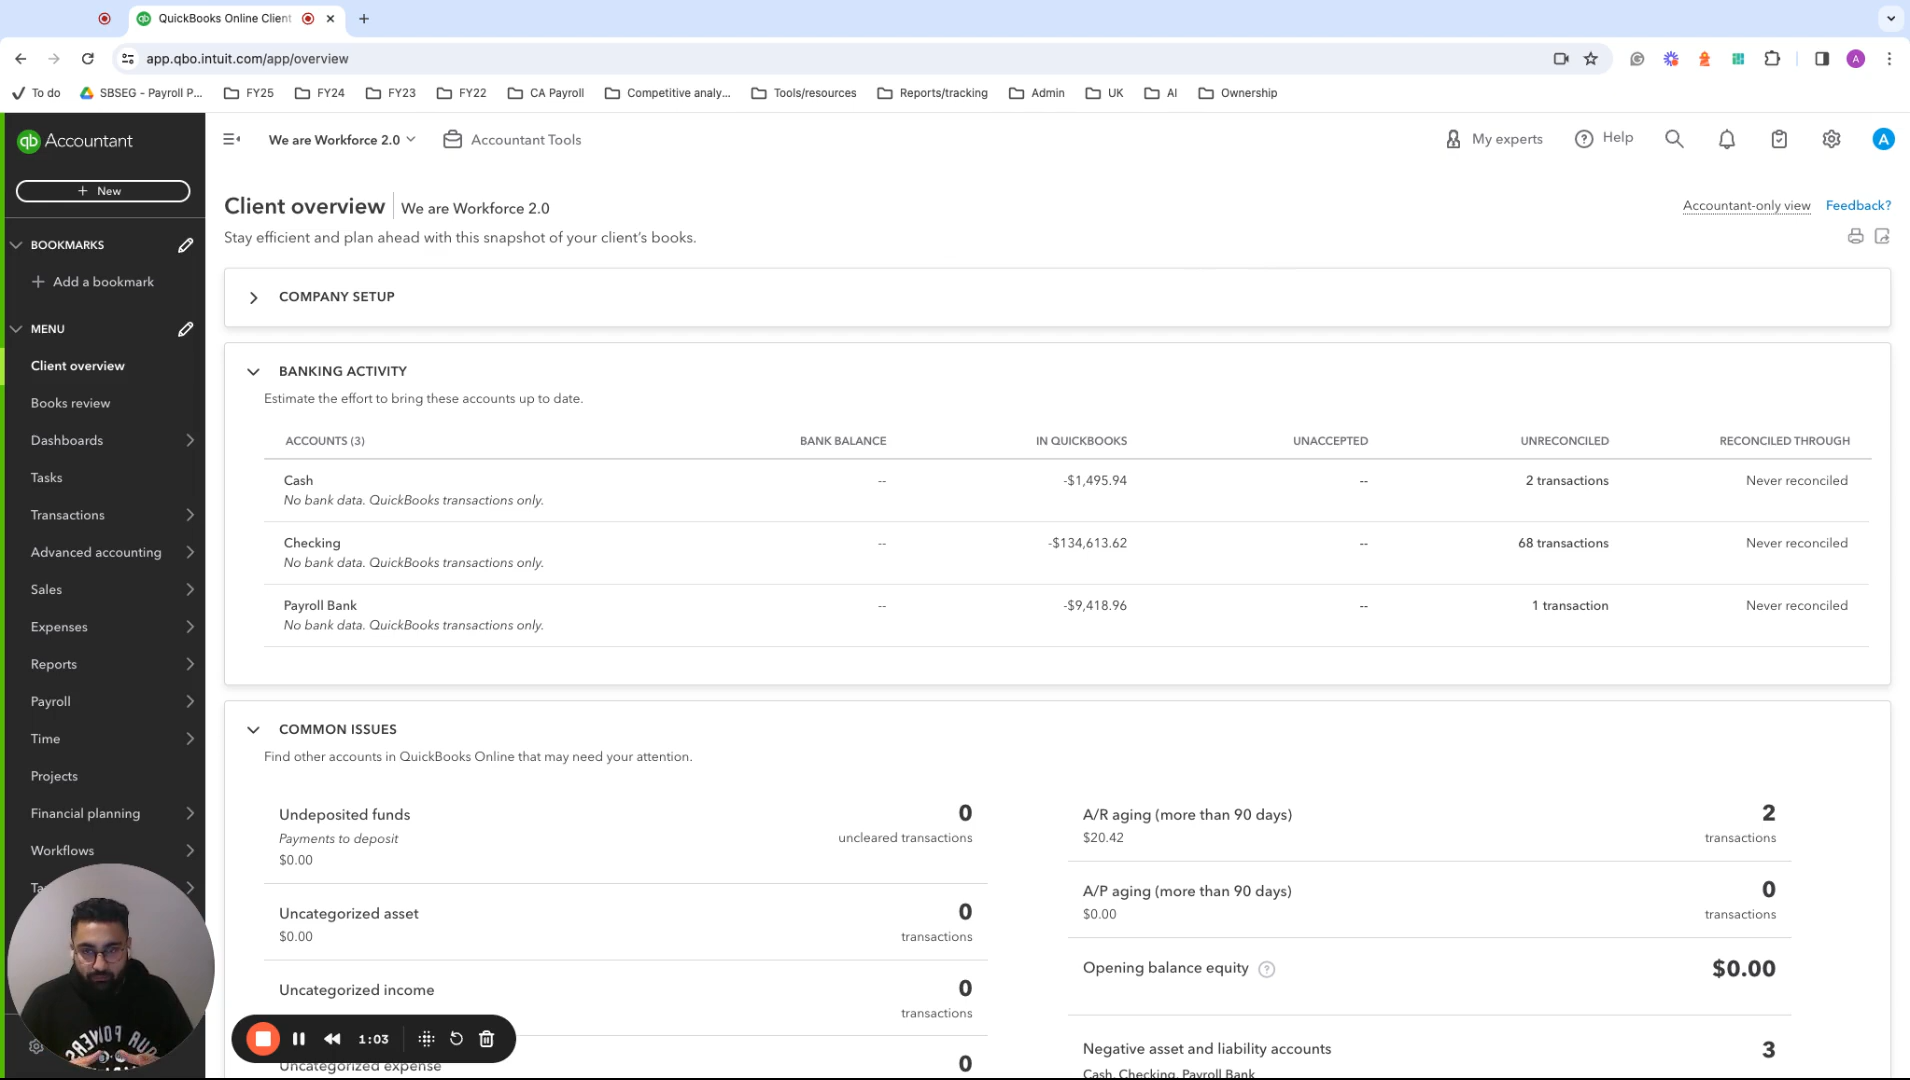 QuickBooks Online Client
app.qbo.intuit.com/app/overview
To do
SBSEG - Payroll P...
FY25
FY24
FY23
FY22
CA Payroll
Competitive analy...
Tools/resources
Reports/tracking
Admin
UK
AI
Ownership
A
qb Accountant
We are Workforce 2.0
Accountant Tools
My experts
Help
A
+ New
BOOKMARKS
Add a bookmark
MENU
Client overview
Books review
Dashboards
Tasks
Transactions
Advanced accounting
Sales
Expenses
Reports
Payroll
Time
Projects
Financial planning
Workflows
Client overview
We are Workforce 2.0
Accountant-only view
Feedback?
Stay efficient and plan ahead with this snapshot of your client's books.
COMPANY SETUP
BANKING ACTIVITY
Estimate the effort to bring these accounts up to date.
ACCOUNTS (3) BANK BALANCE IN QUICKBOOKS UNACCEPTED UNRECONCILED RECONCILED THROUGH
Cash -- -$1,495.94 -- 2 transactions Never reconciled
No bank data. QuickBooks transactions only.
Checking -- -$134,613.62 -- 68 transactions Never reconciled
No bank data. QuickBooks transactions only.
Payroll Bank -- -$9,418.96 -- 1 transaction Never reconciled
No bank data. QuickBooks transactions only.
COMMON ISSUES
Find other accounts in QuickBooks Online that may need your attention.
Undeposited funds 0
Payments to deposit uncleared transactions
$0.00
Uncategorized asset 0
$0.00 transactions
Uncategorized income 0
transactions
Uncategorized expense 0
A/R aging (more than 90 days) 2
$20.42 transactions
A/P aging (more than 90 days) 0
$0.00 transactions
Opening balance equity ? $0.00
Negative asset and liability accounts 3
Cash, Checking, Payroll Bank
1:03